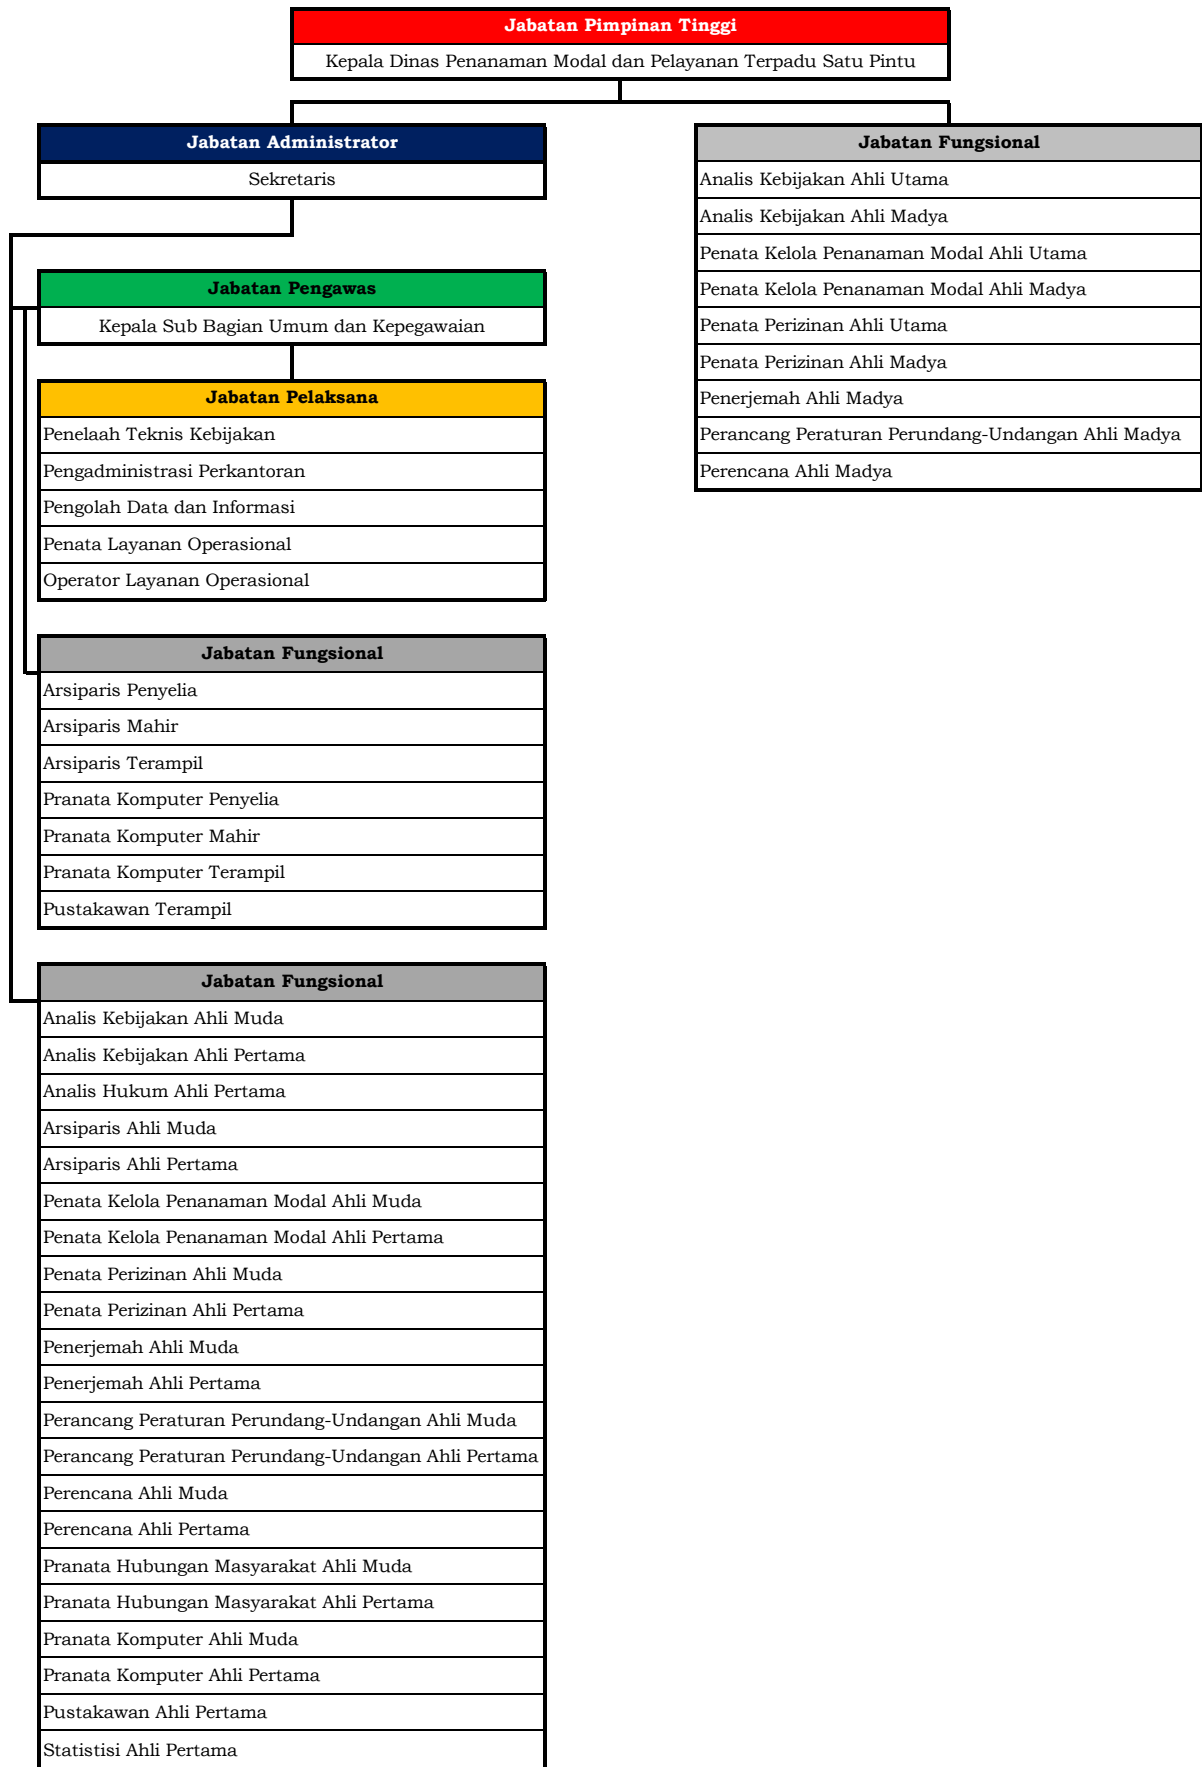 Jabatan Pimpinan Tinggi
Kepala Dinas Penanaman Modal dan Pelayanan Terpadu Satu Pintu
Jabatan Administrator
Sekretaris
Jabatan Pengawas
Kepala Sub Bagian Umum dan Kepegawaian
Jabatan Pelaksana
Penelaah Teknis Kebijakan
Pengadministrasi Perkantoran
Pengolah Data dan Informasi
Penata Layanan Operasional
Operator Layanan Operasional
Jabatan Fungsional
Arsiparis Penyelia
Arsiparis Mahir
Arsiparis Terampil
Pranata Komputer Penyelia
Pranata Komputer Mahir
Pranata Komputer Terampil
Pustakawan Terampil
Jabatan Fungsional
Analis Kebijakan Ahli Muda
Analis Kebijakan Ahli Pertama
Analis Hukum Ahli Pertama
Arsiparis Ahli Muda
Arsiparis Ahli Pertama
Penata Kelola Penanaman Modal Ahli Muda
Penata Kelola Penanaman Modal Ahli Pertama
Penata Perizinan Ahli Muda
Penata Perizinan Ahli Pertama
Penerjemah Ahli Muda
Penerjemah Ahli Pertama
Perancang Peraturan Perundang-Undangan Ahli Muda
Perancang Peraturan Perundang-Undangan Ahli Pertama
Perencana Ahli Muda
Perencana Ahli Pertama
Pranata Hubungan Masyarakat Ahli Muda
Pranata Hubungan Masyarakat Ahli Pertama
Pranata Komputer Ahli Muda
Pranata Komputer Ahli Pertama
Pustakawan Ahli Pertama
Statistisi Ahli Pertama
Jabatan Fungsional
Analis Kebijakan Ahli Utama
Analis Kebijakan Ahli Madya
Penata Kelola Penanaman Modal Ahli Utama
Penata Kelola Penanaman Modal Ahli Madya
Penata Perizinan Ahli Utama
Penata Perizinan Ahli Madya
Penerjemah Ahli Madya
Perancang Peraturan Perundang-Undangan Ahli Madya
Perencana Ahli Madya